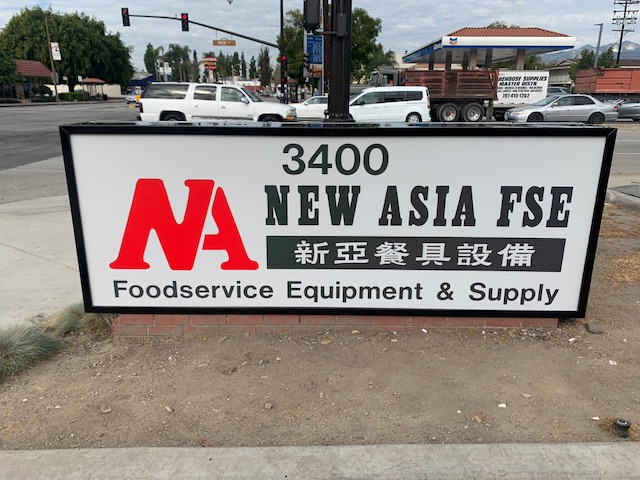 3400
NA
NEW ASIA FSE
新亞餐具設備
Foodservice Equipment & Supply